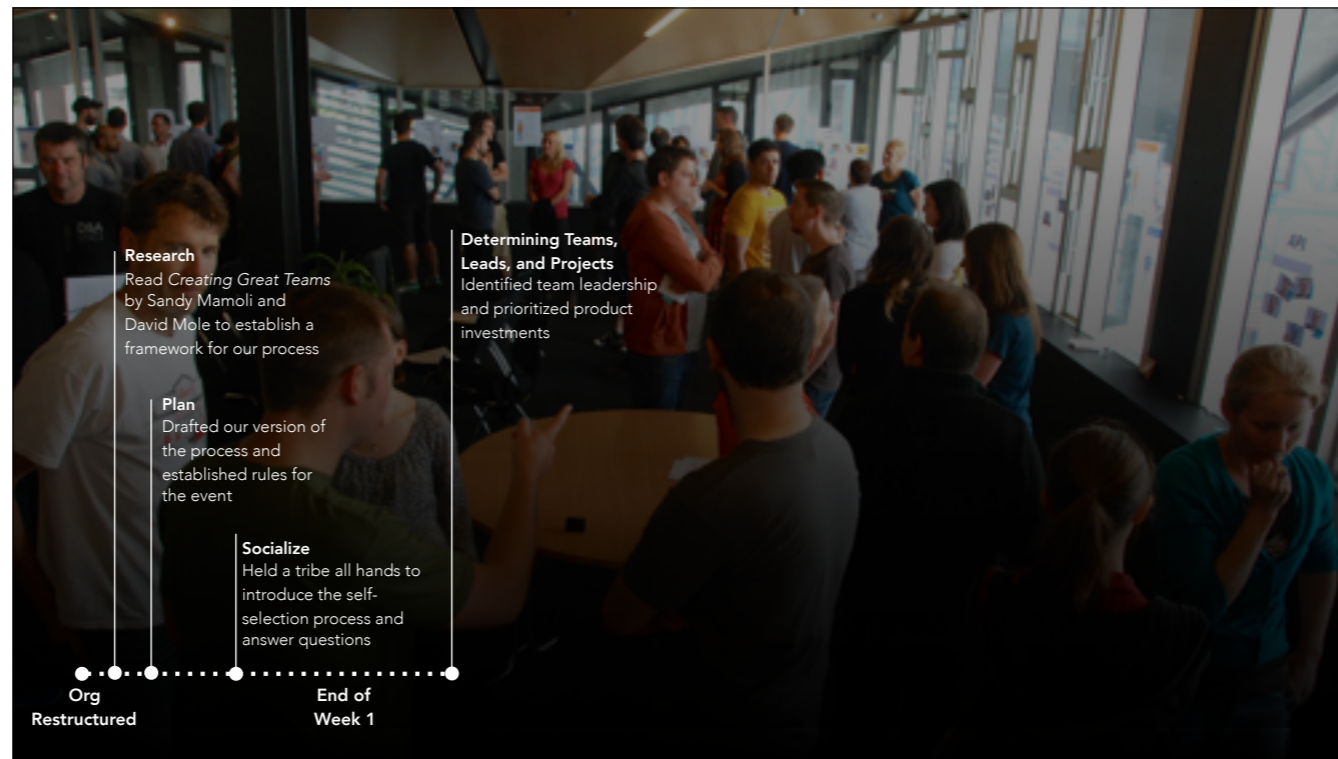 Research
Read Creating Great Teams
by Sandy Mamoli and
David Mole to establish a
framework for our process
Plan
Drafted our version of
the process and
established rules for
the event
Socialize
Held a tribe all hands to
introduce the self-
selection process and
answer questions
Determining Teams,
Leads, and Projects
Identified team leadership
and prioritized product
investments
Org
Restructured
End of
Week 1
API